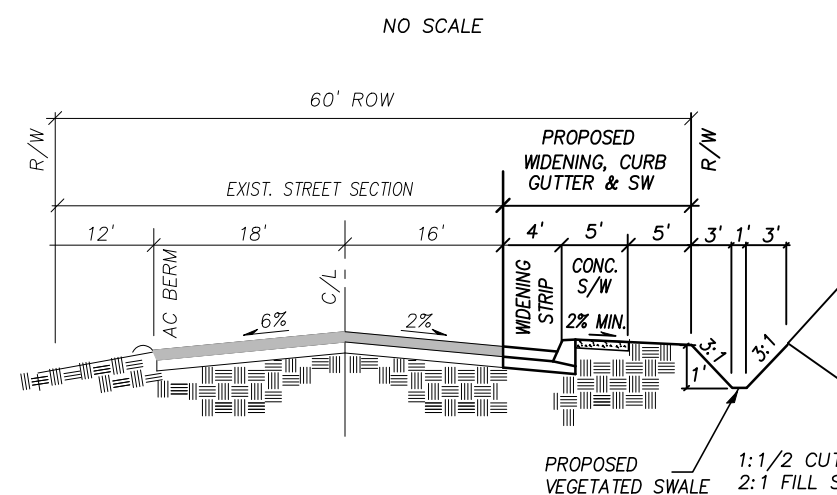 NO SCALE
60' ROW
R/W
R/W
PROPOSED
WIDENING, CURB
GUTTER & SW
EXIST. STREET SECTION
12'
18'
16'
4'
5'
5'
3'
1'
3'
AC BERM
C/L
WIDENING
STRIP
CONC.
S/W
6%
2%
2% MIN.
3:1
3:1
1'
PROPOSED
VEGETATED SWALE
1:1/2 CUT
2:1 FILL S